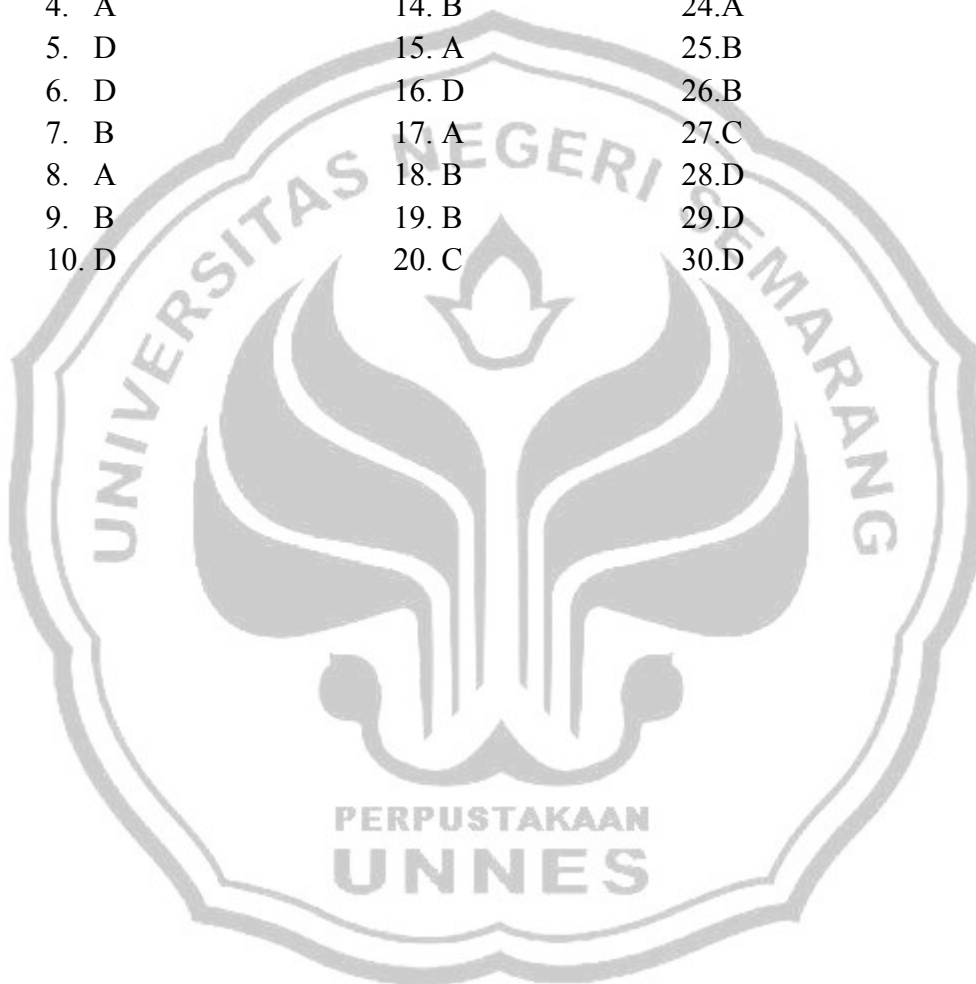 4. A 14. B 24.A
5. D 15. A 25.B
6. D 16. D 26.B
7. B 17. A 27.C
8. A 18. B 28.D
9. B 19. B 29.D
10. D 20. C 30.D
UNIVERSITAS NEGERI SEMARANG
PERPUSTAKAAN
UNNES